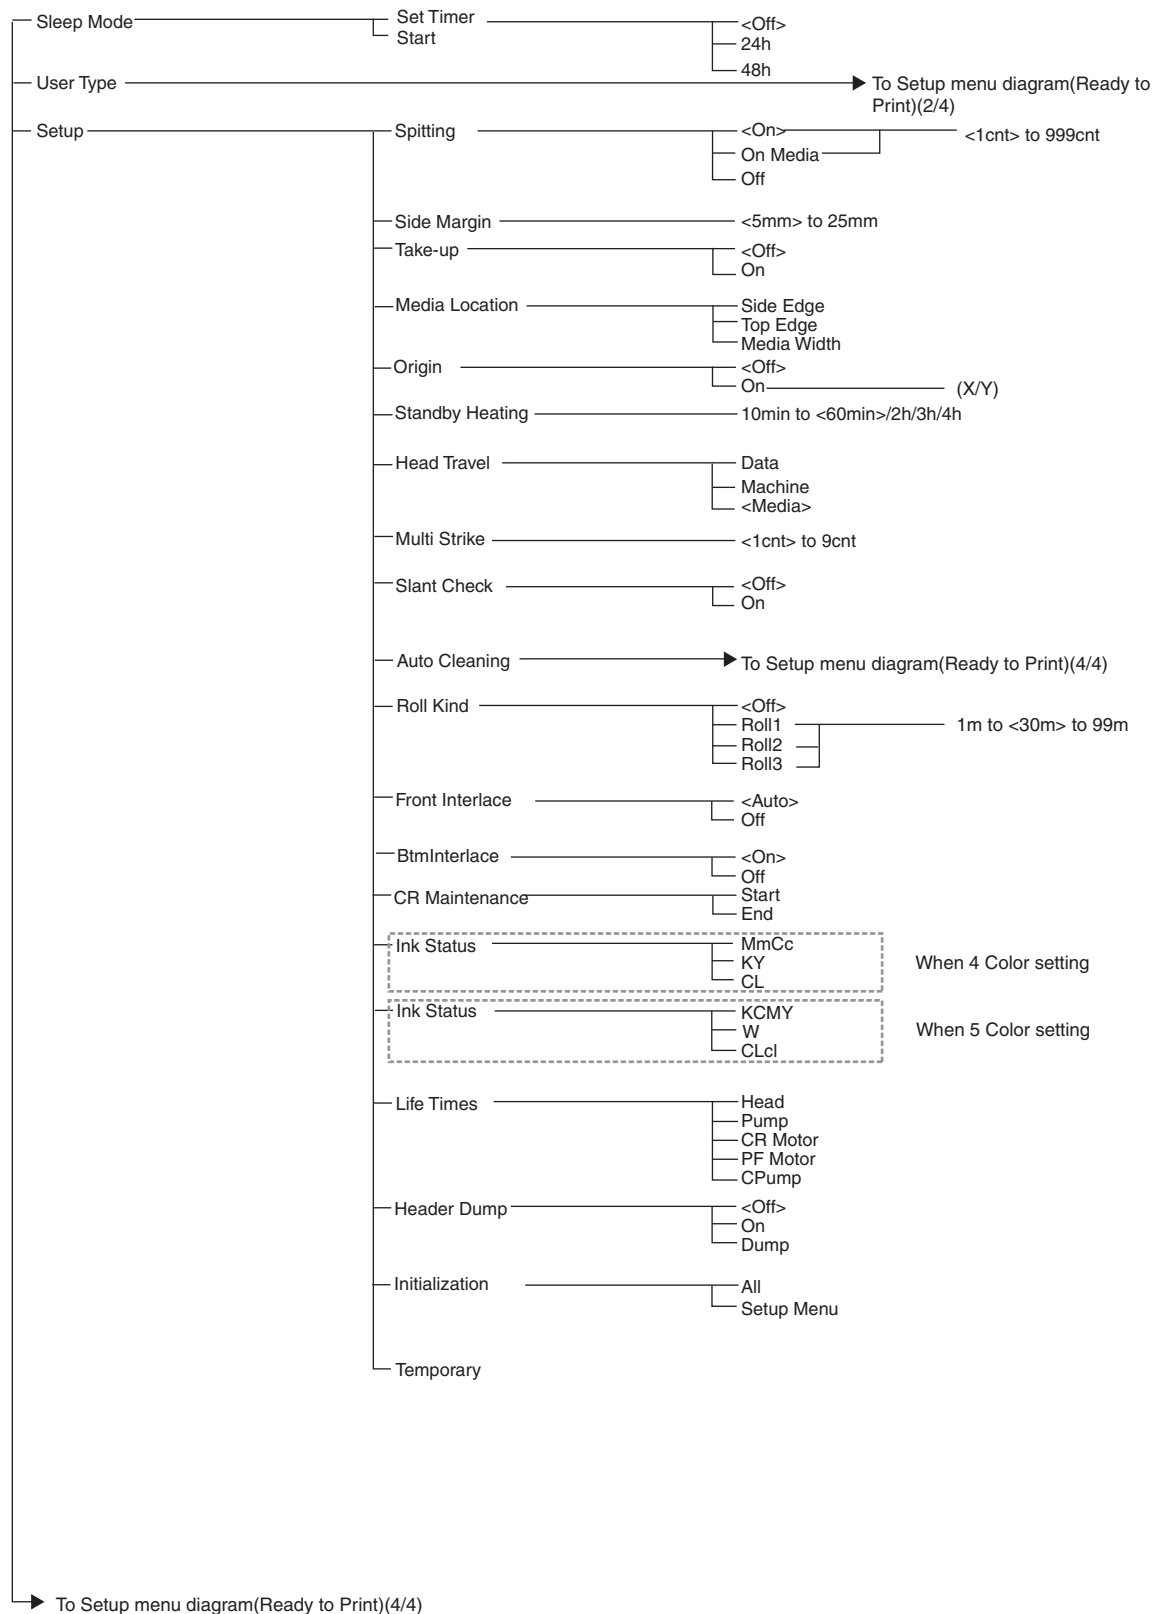 Sleep Mode
Set Timer
Start
<Off>
24h
48h
User Type
To Setup menu diagram(Ready to
Print)(2/4)
Setup
Spitting
<On>
On Media
Off
<1cnt> to 999cnt
Side Margin
<5mm> to 25mm
Take-up
<Off>
On
Media Location
Side Edge
Top Edge
Media Width
Origin
<Off>
On
(X/Y)
Standby Heating
10min to <60min>/2h/3h/4h
Head Travel
Data
Machine
<Media>
Multi Strike
<1cnt> to 9cnt
Slant Check
<Off>
On
Auto Cleaning
To Setup menu diagram(Ready to Print)(4/4)
Roll Kind
<Off>
Roll1
Roll2
Roll3
1m to <30m> to 99m
Front Interlace
<Auto>
Off
BtmInterlace
<On>
Off
CR Maintenance
Start
End
Ink Status
MmCc
KY
CL
When 4 Color setting
Ink Status
KCMY
W
CLcl
When 5 Color setting
Life Times
Head
Pump
CR Motor
PF Motor
CPump
Header Dump
<Off>
On
Dump
Initialization
All
Setup Menu
Temporary
To Setup menu diagram(Ready to Print)(4/4)